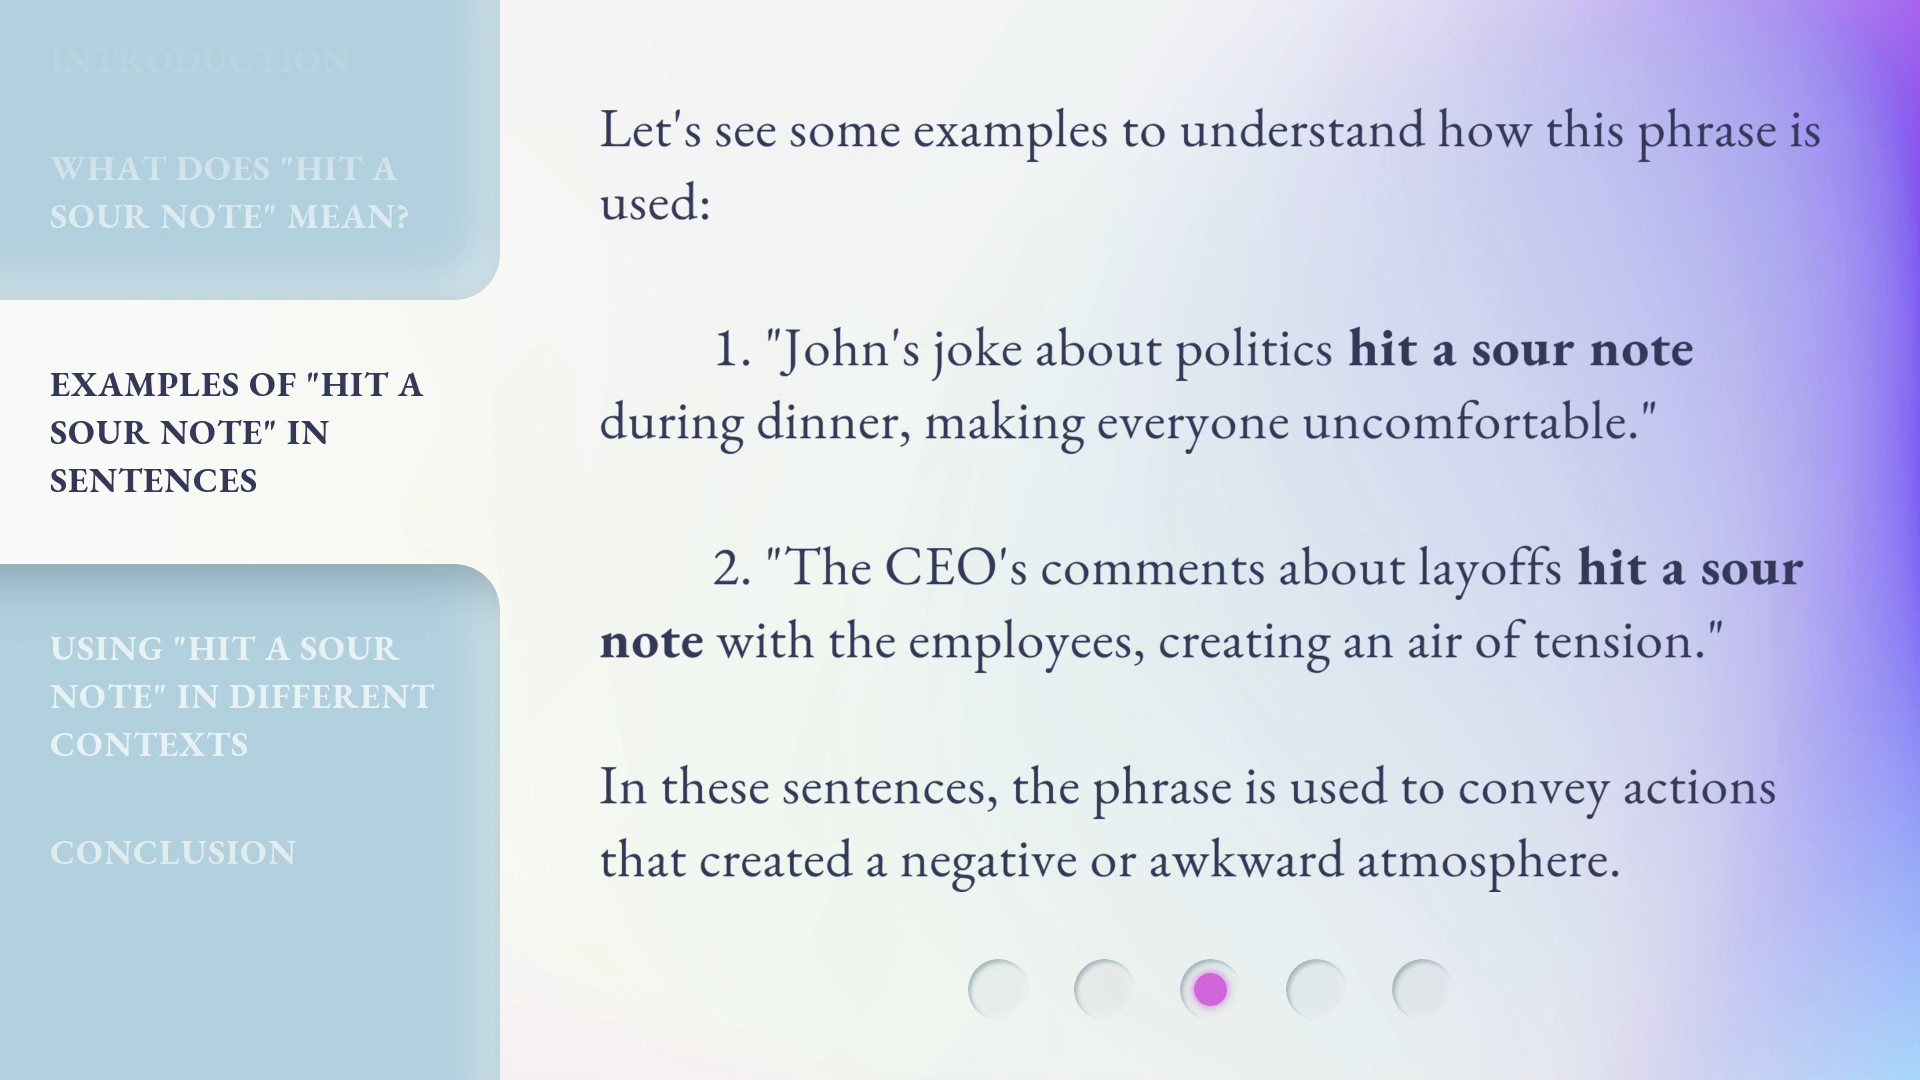 INTRODUCTION
WHAT DOES "HIT A
SOUR NOTE" MEAN?
EXAMPLES OF "HIT A
SOUR NOTE" IN
SENTENCES
USING "HIT A SOUR
NOTE" IN DIFFERENT
CONTEXTS
CONCLUSION
Let's see some examples to understand how this phrase is
used:
1. "John's joke about politics hit a sour note
during dinner, making everyone uncomfortable."
2. "The CEO's comments about layoffs hit a sour
note with the employees, creating an air of tension."
In these sentences, the phrase is used to convey actions
that created a negative or awkward atmosphere.